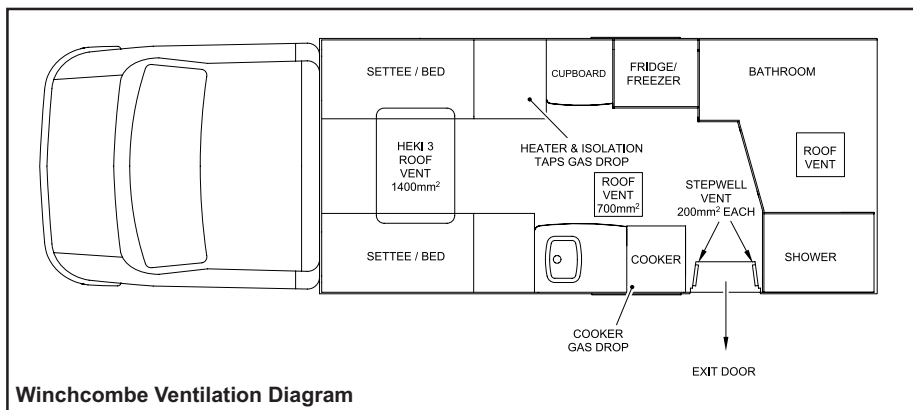 SETTEE / BED
CUPBOARD
FRIDGE/
FREEZER
BATHROOM
HEKI 3
ROOF
VENT
1400mm²
HEATER & ISOLATION
TAPS GAS DROP
ROOF
VENT
ROOF
VENT
700mm²
STEPWELL
VENT
200mm² EACH
SETTEE / BED
COOKER
SHOWER
COOKER
GAS DROP
EXIT DOOR
Winchcombe Ventilation Diagram